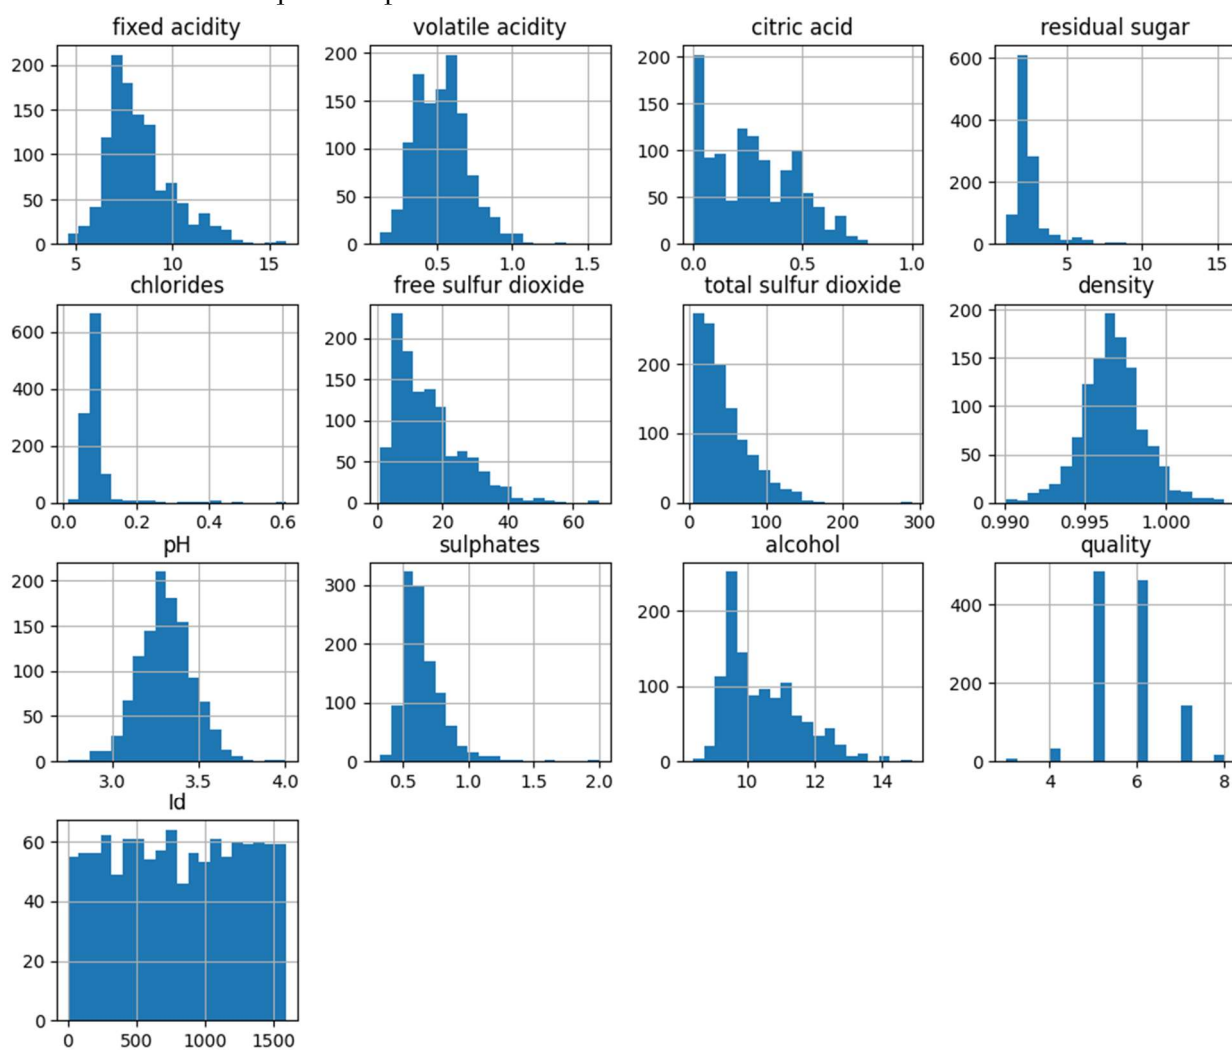 fixed acidity volatile acidity citric acid residual sugar
200 200 200 600
150 150 150 400
100 100 100 200
50 50 50
0 0 0 0
5 10 15 0.5 1.0 1.5 0.0 0.5 1.0 5 10 15
chlorides free sulfur dioxide total sulfur dioxide density
600 200 200 200
400 150 100 150
200 100 100
50 50
0 0 0 0
0.0 0.2 0.4 0.6 0 20 40 60 0 100 200 300 0.990 0.995 1.000
pH sulphates alcohol quality
200 300 200 400
150 200 100 200
100 100
50
0 0 0 0
3.0 3.5 4.0 0.5 1.0 1.5 2.0 10 12 14 4 6 8
Id
60
40
20
0
0 500 1000 1500